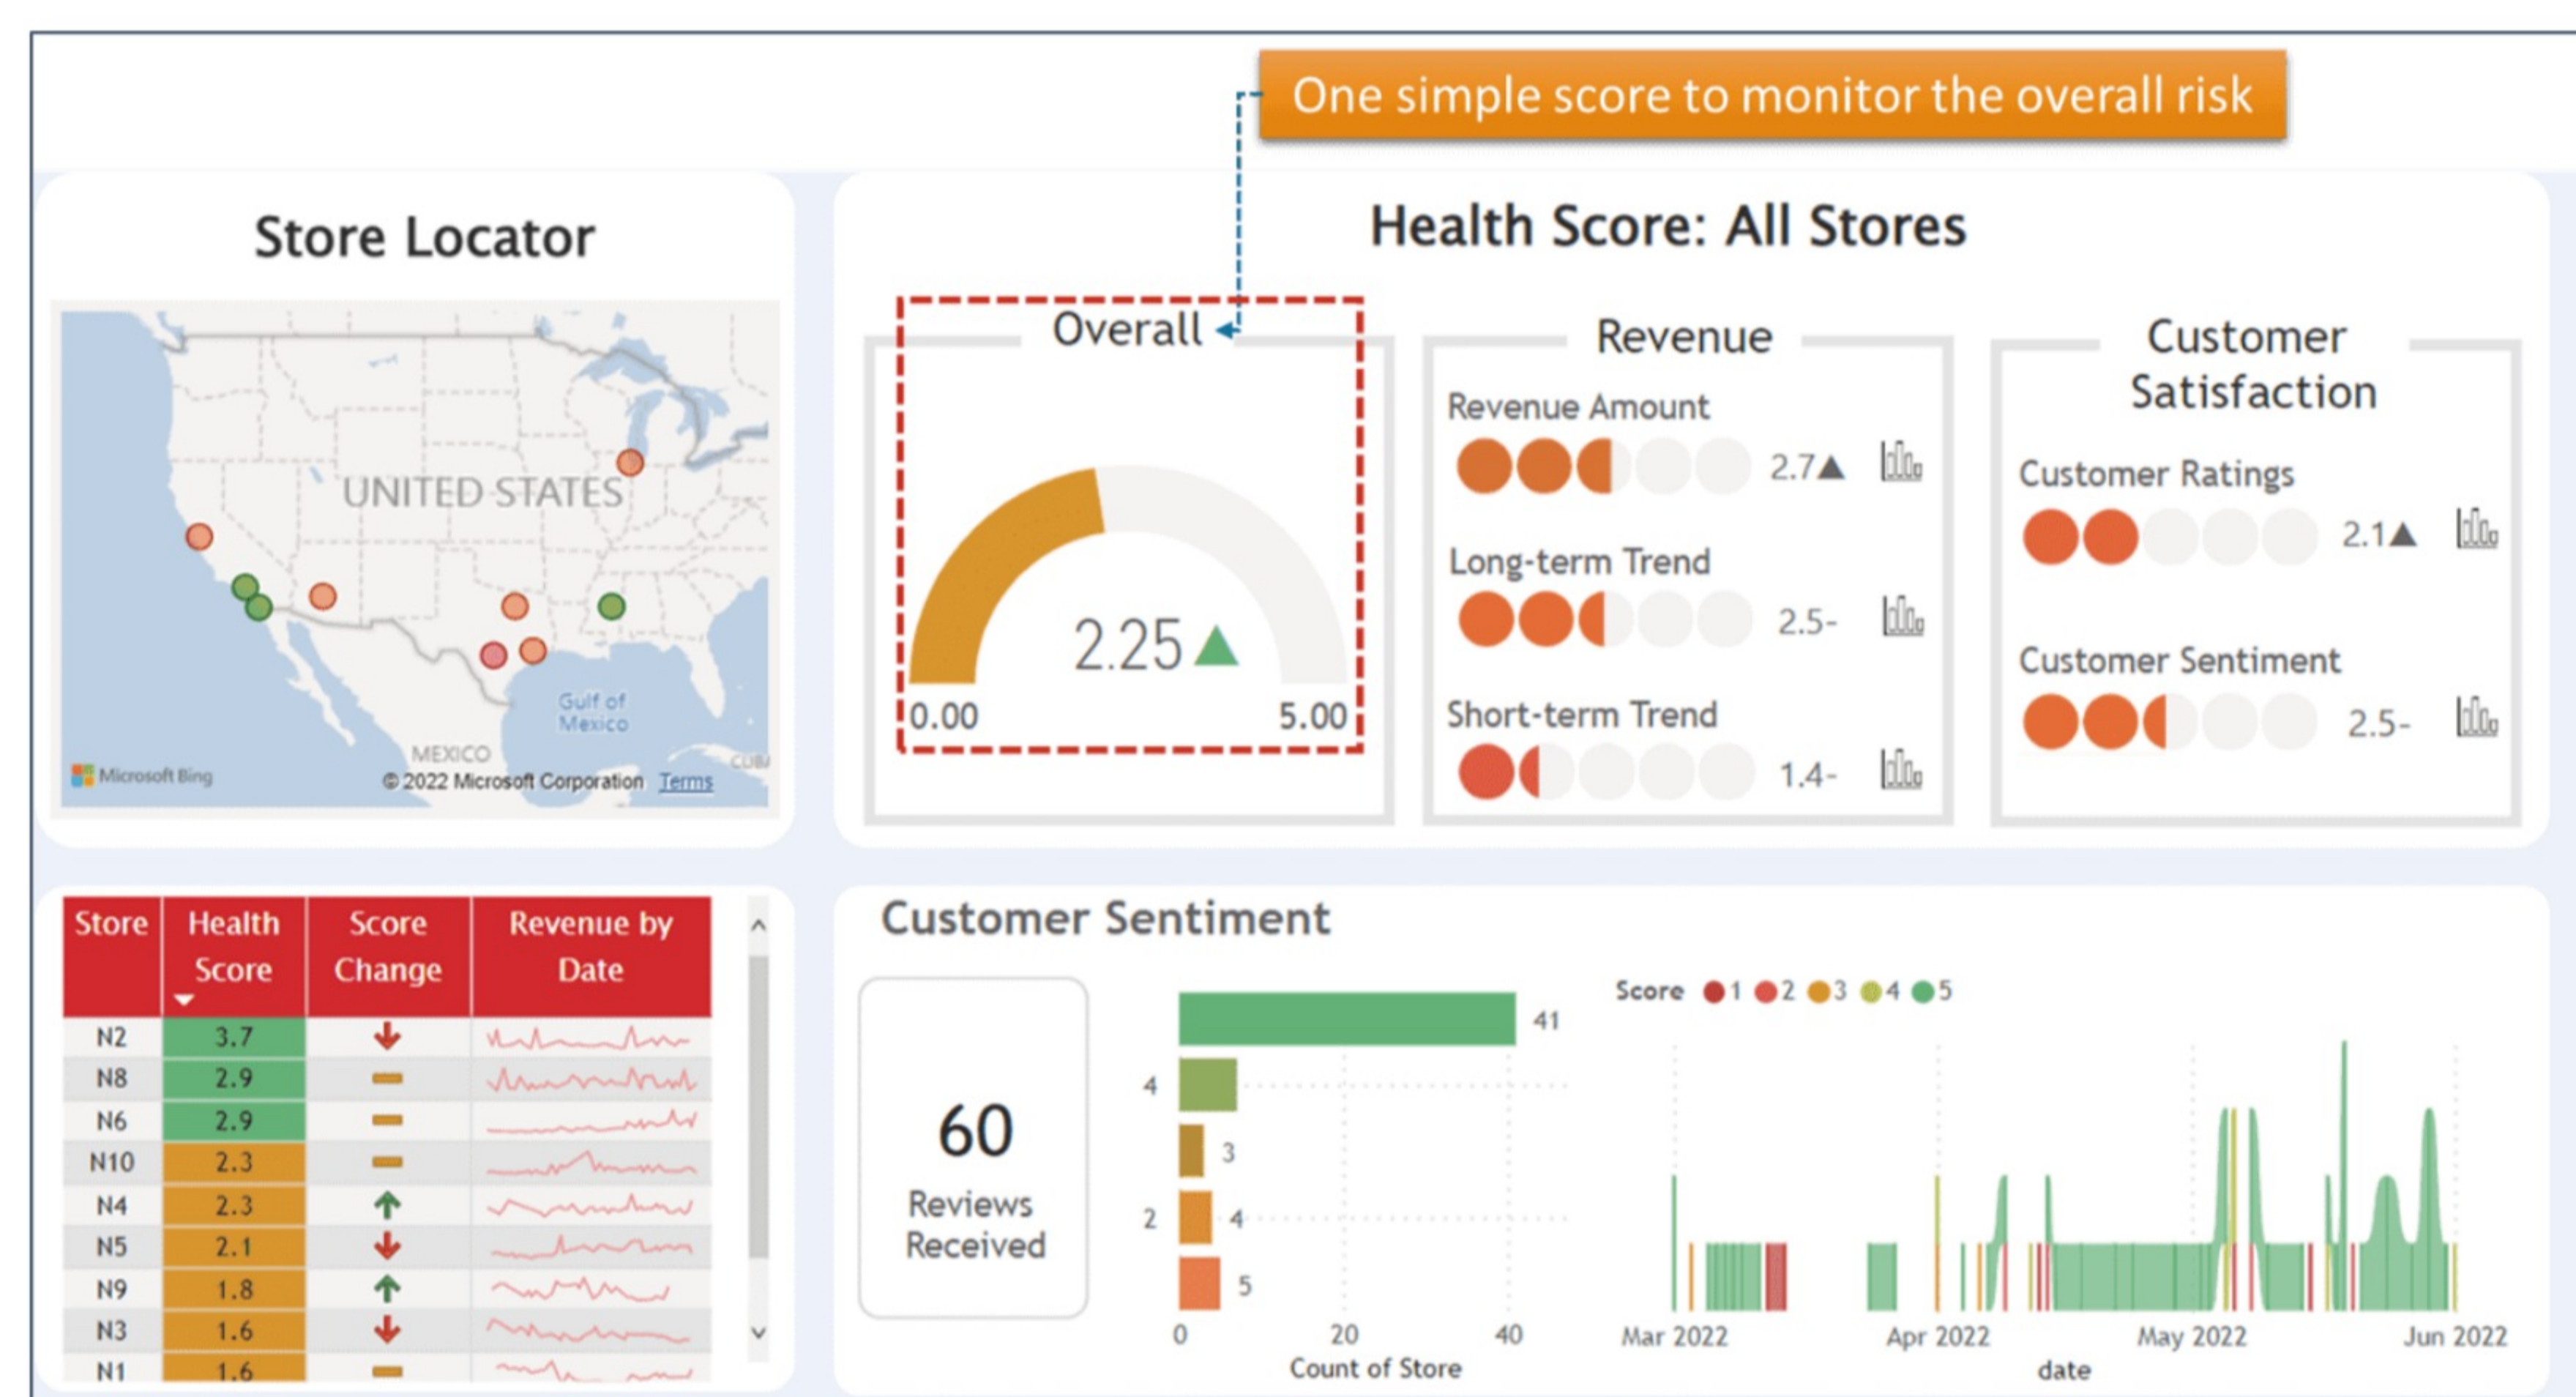 One simple score to monitor the overall risk
Store Locator
UNITED STATES
Gulf of
Mexico
MEXICO
CUBA
Microsoft Bing
© 2022 Microsoft Corporation Terms
Health Score: All Stores
Overall
2.25▲
0.00
5.00
Revenue
Revenue Amount
2.7▲
Long-term Trend
2.5-
Short-term Trend
1.4-
Customer
Satisfaction
Customer Ratings
2.1▲
Customer Sentiment
2.5-
Store Health Score Score Change Revenue by Date
N2 3.7
N8 2.9
N6 2.9
N10 2.3
N4 2.3
N5 2.1
N9 1.8
N3 1.6
N1 1.6
Customer Sentiment
60
Reviews
Received
41
4
3
2 4
5
0 20 40
Count of Store
Score 1 2 3 4 5
Mar 2022 Apr 2022 May 2022 Jun 2022
date